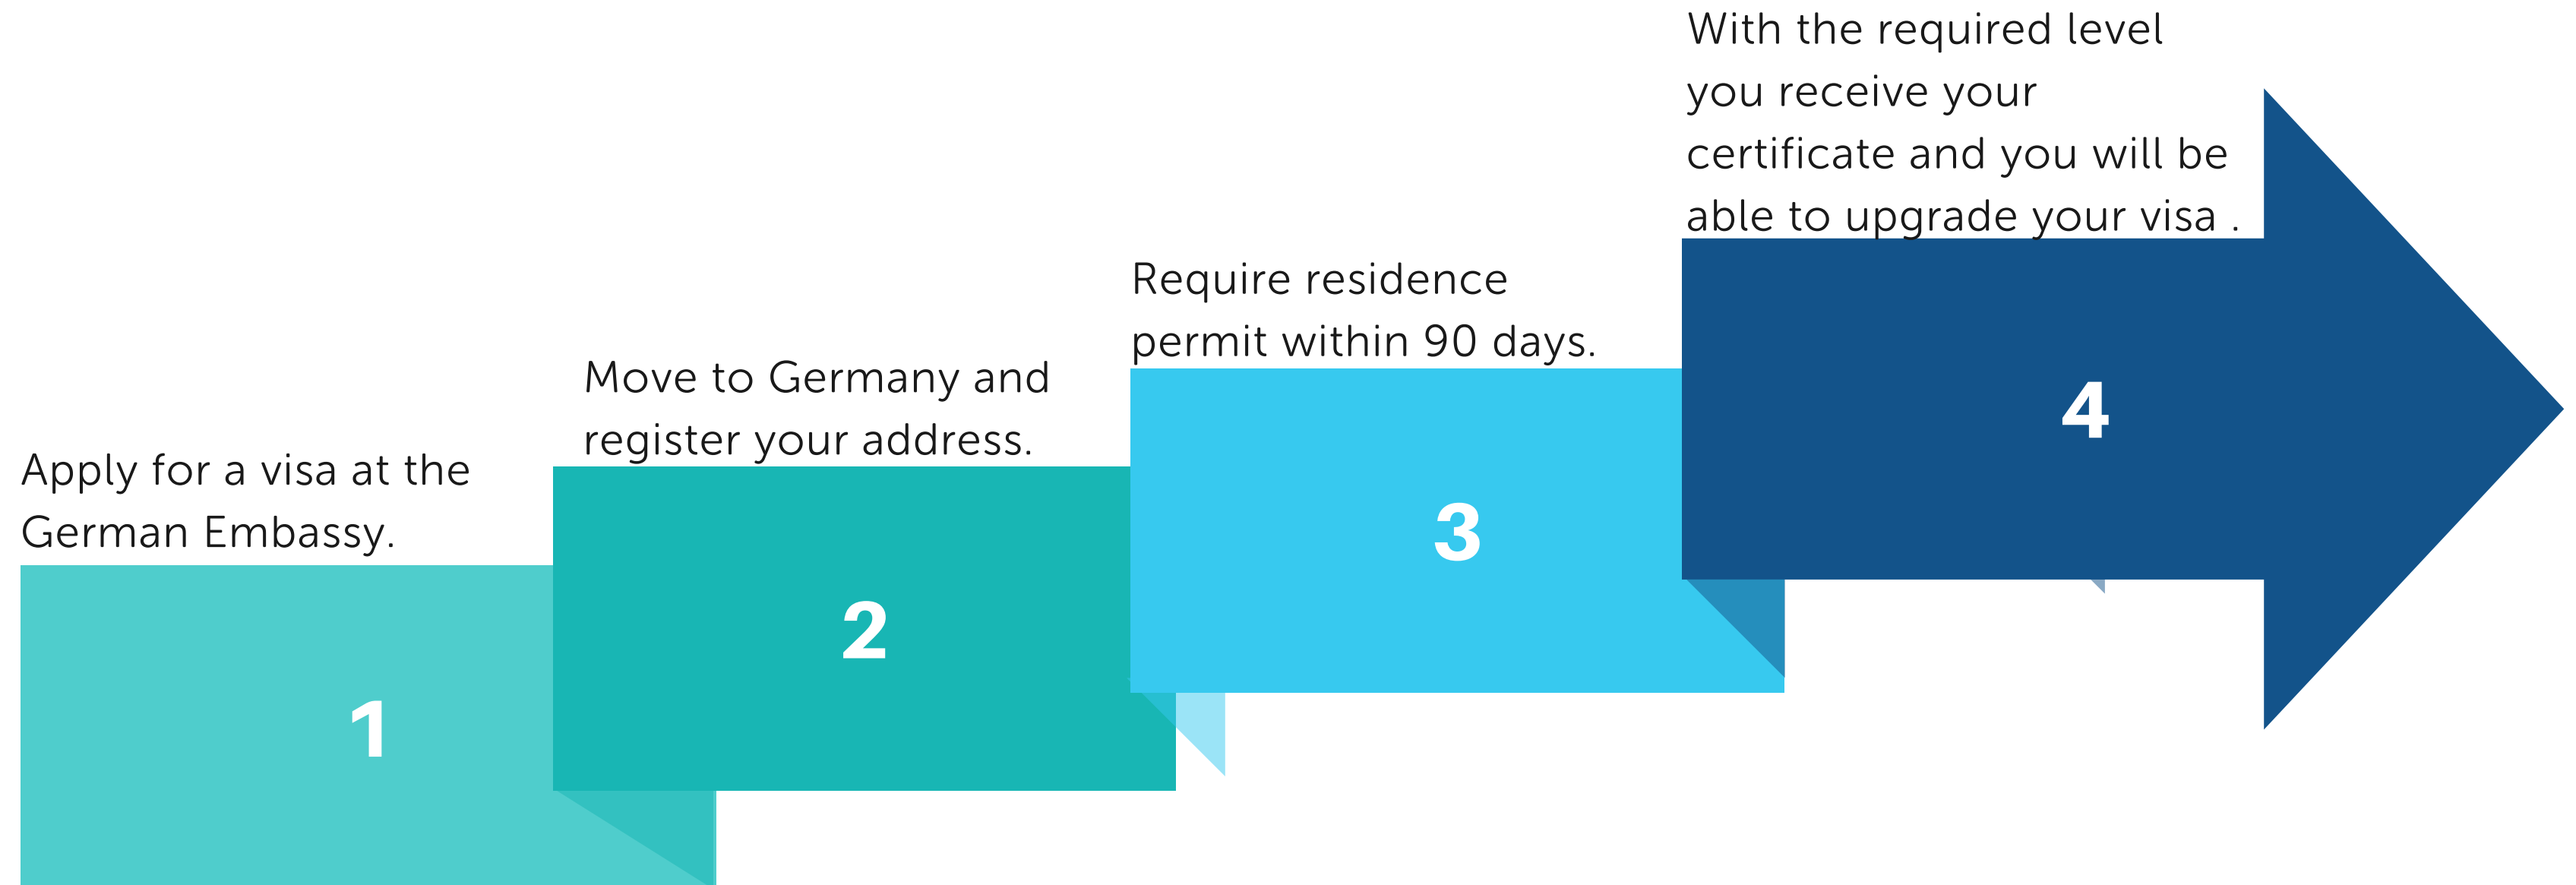 Apply for a visa at the
German Embassy.
1
Move to Germany and
register your address.
2
Require residence
permit within 90 days.
3
With the required level
you receive your
certificate and you will be
able to upgrade your visa .
4